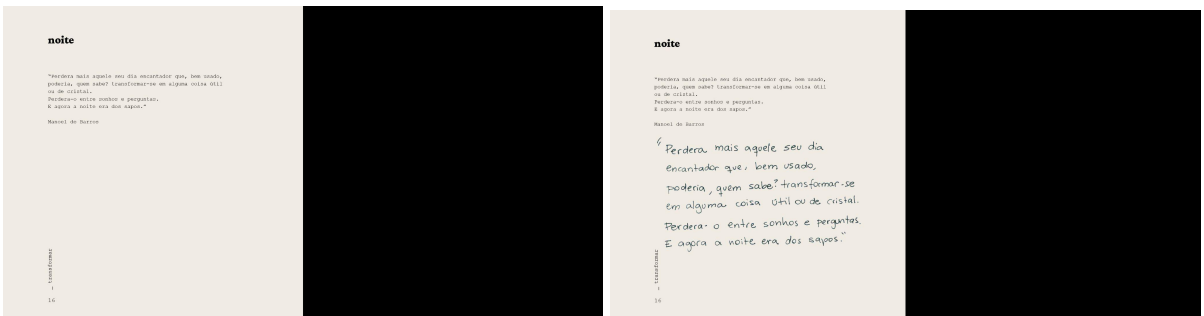 noite
"Perdera mais aquele seu dia encantador que, bem usado,
poderia, quem sabe? transformar-se em alguma coisa útil
ou de cristal.
Perdera-o entre sonhos e perguntas.
E agora a noite era dos sapos."
Manoel de Barros
transformar
16
noite
"Perdera mais aquele seu dia encantador que, bem usado,
poderia, quem sabe? transformar-se em alguma coisa útil
ou de cristal.
Perdera-o entre sonhos e perguntas.
E agora a noite era dos sapos."
Manoel de Barros
"Perdera mais aquele seu dia
encantador que, bem usado,
poderia, quem sabe? transformar-se
em alguma coisa útil ou de cristal.
Perdera-o entre sonhos e perguntas.
E agora a noite era dos sapos."
transformar
16